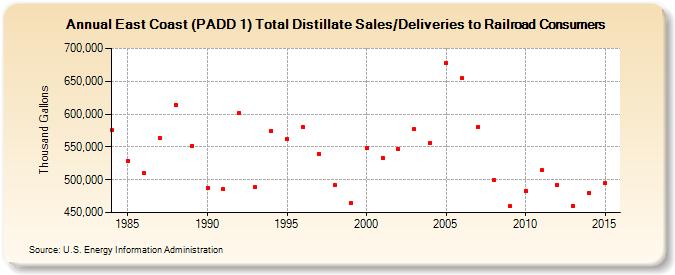 Annual East Coast (PADD 1) Total Distillate Sales/Deliveries to Railroad Consumers
Thousand Gallons
700,000
650,000
600,000
550,000
500,000
450,000
1985 1990 1995 2000 2005 2010 2015
Source: U.S. Energy Information Administration